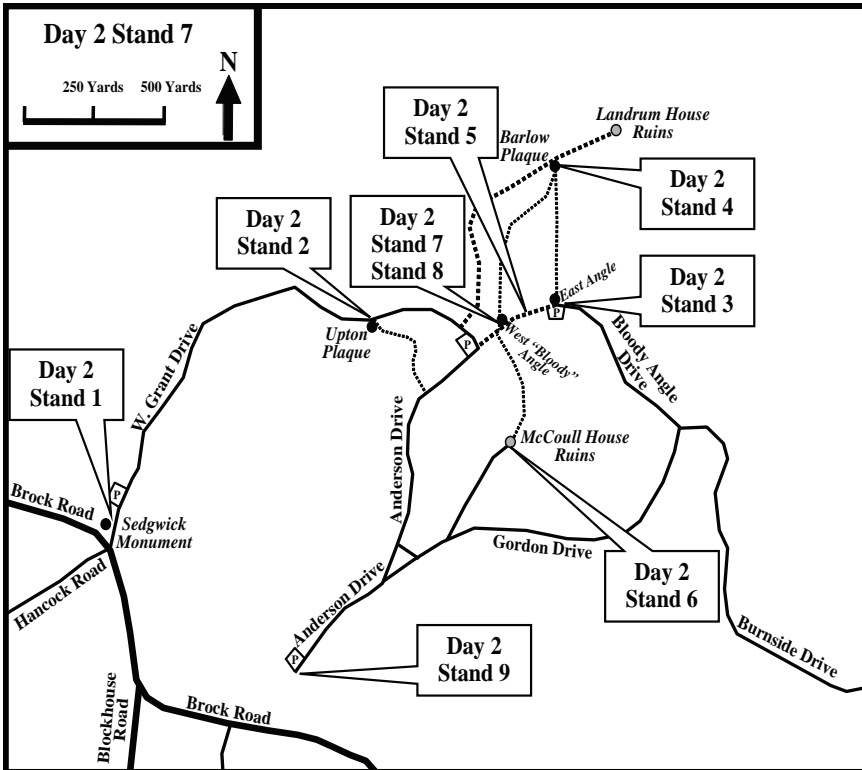 Day 2 Stand 7
N
250 Yards
500 Yards
Day 2
Stand 5
Landrum House
Ruins
Barlow
Plaque
Day 2
Stand 4
Day 2
Stand 2
Day 2
Stand 7
Stand 8
East Angle
Day 2
Stand 3
P
Upton
Plaque
P
West "Bloody"
Angle
Bloody Angle
Drive
W. Grant Drive
Day 2
Stand 1
McCoull House
Ruins
Anderson Drive
P
Brock Road
Sedgwick
Monument
Gordon Drive
Hancock Road
Day 2
Stand 6
Anderson Drive
P
Day 2
Stand 9
Burnside Drive
Blockhouse
Road
Brock Road